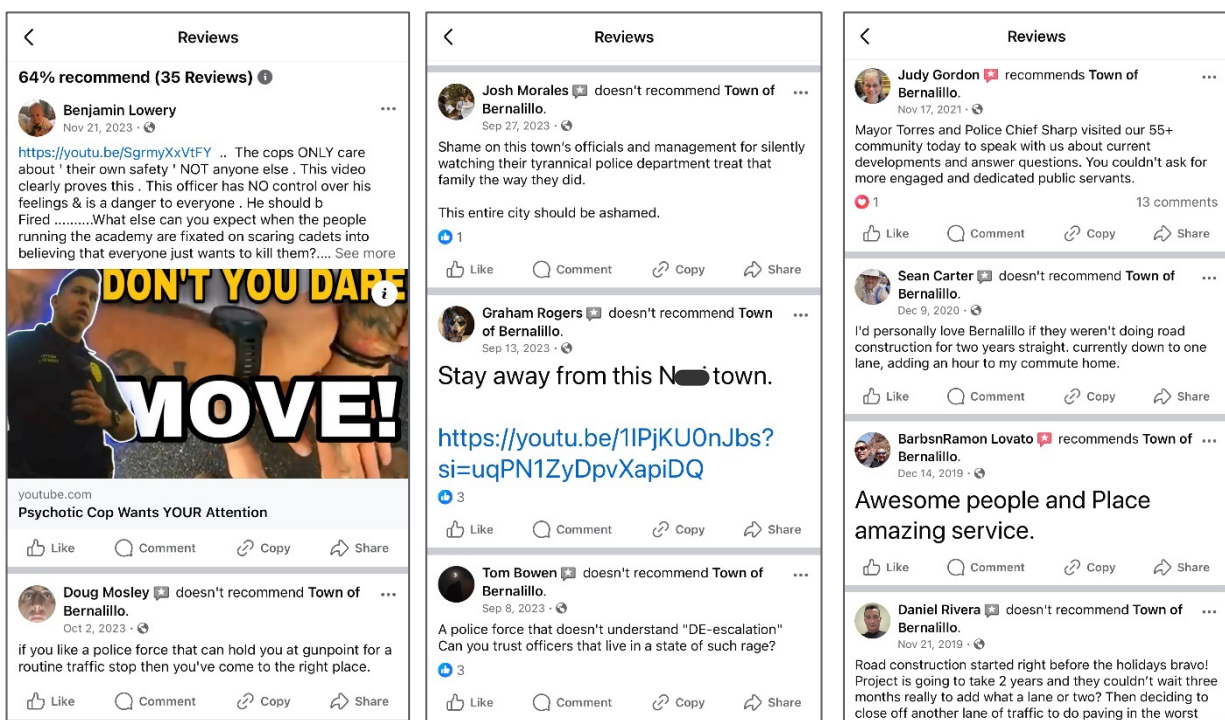 Reviews
64% recommend (35 Reviews)
Benjamin Lowery
Nov 21, 2023 ·
https://youtu.be/SgrmyXxVtFY .. The cops ONLY care
about ' their own safety ' NOT anyone else . This video
clearly proves this . This officer has NO control over his
feelings & is a danger to everyone . He should b
Fired ..........What else can you expect when the people
running the academy are fixated on scaring cadets into
believing that everyone just wants to kill them?.... See more
DON'T YOU DARE
MOVE!
youtube.com
Psychotic Cop Wants YOUR Attention
Like Comment Copy Share
Doug Mosley doesn't recommend Town of
Bernalillo.
Oct 2, 2023 ·
if you like a police force that can hold you at gunpoint for a
routine traffic stop then you've come to the right place.
Like Comment Copy Share
Reviews
Josh Morales doesn't recommend Town of
Bernalillo.
Sep 27, 2023 ·
Shame on this town's officials and management for silently
watching their tyrannical police department treat that
family the way they did.
This entire city should be ashamed.
1
Like Comment Copy Share
Graham Rogers doesn't recommend Town
of Bernalillo.
Sep 13, 2023 ·
Stay away from this N town.
https://youtu.be/1IPjKU0nJbs?
si=uqPN1ZyDpvXapiDQ
3
Like Comment Copy Share
Tom Bowen doesn't recommend Town of
Bernalillo.
Sep 8, 2023 ·
A police force that doesn't understand "DE-escalation"
Can you trust officers that live in a state of such rage?
3
Like Comment Copy Share
Reviews
Judy Gordon recommends Town of
Bernalillo.
Nov 17, 2021 ·
Mayor Torres and Police Chief Sharp visited our 55+
community today to speak with us about current
developments and answer questions. You couldn't ask for
more engaged and dedicated public servants.
1 13 comments
Like Comment Copy Share
Sean Carter doesn't recommend Town of
Bernalillo.
Dec 9, 2020 ·
I'd personally love Bernalillo if they weren't doing road
construction for two years straight. currently down to one
lane, adding an hour to my commute home.
Like Comment Copy Share
BarbsnRamon Lovato recommends Town of
Bernalillo.
Dec 14, 2019 ·
Awesome people and Place
amazing service.
Like Comment Copy Share
Daniel Rivera doesn't recommend Town of
Bernalillo.
Nov 21, 2019 ·
Road construction started right before the holidays bravo!
Project is going to take 2 years and they couldn't wait three
months really to add what a lane or two? Then deciding to
close off another lane of traffic to do paving in the worst